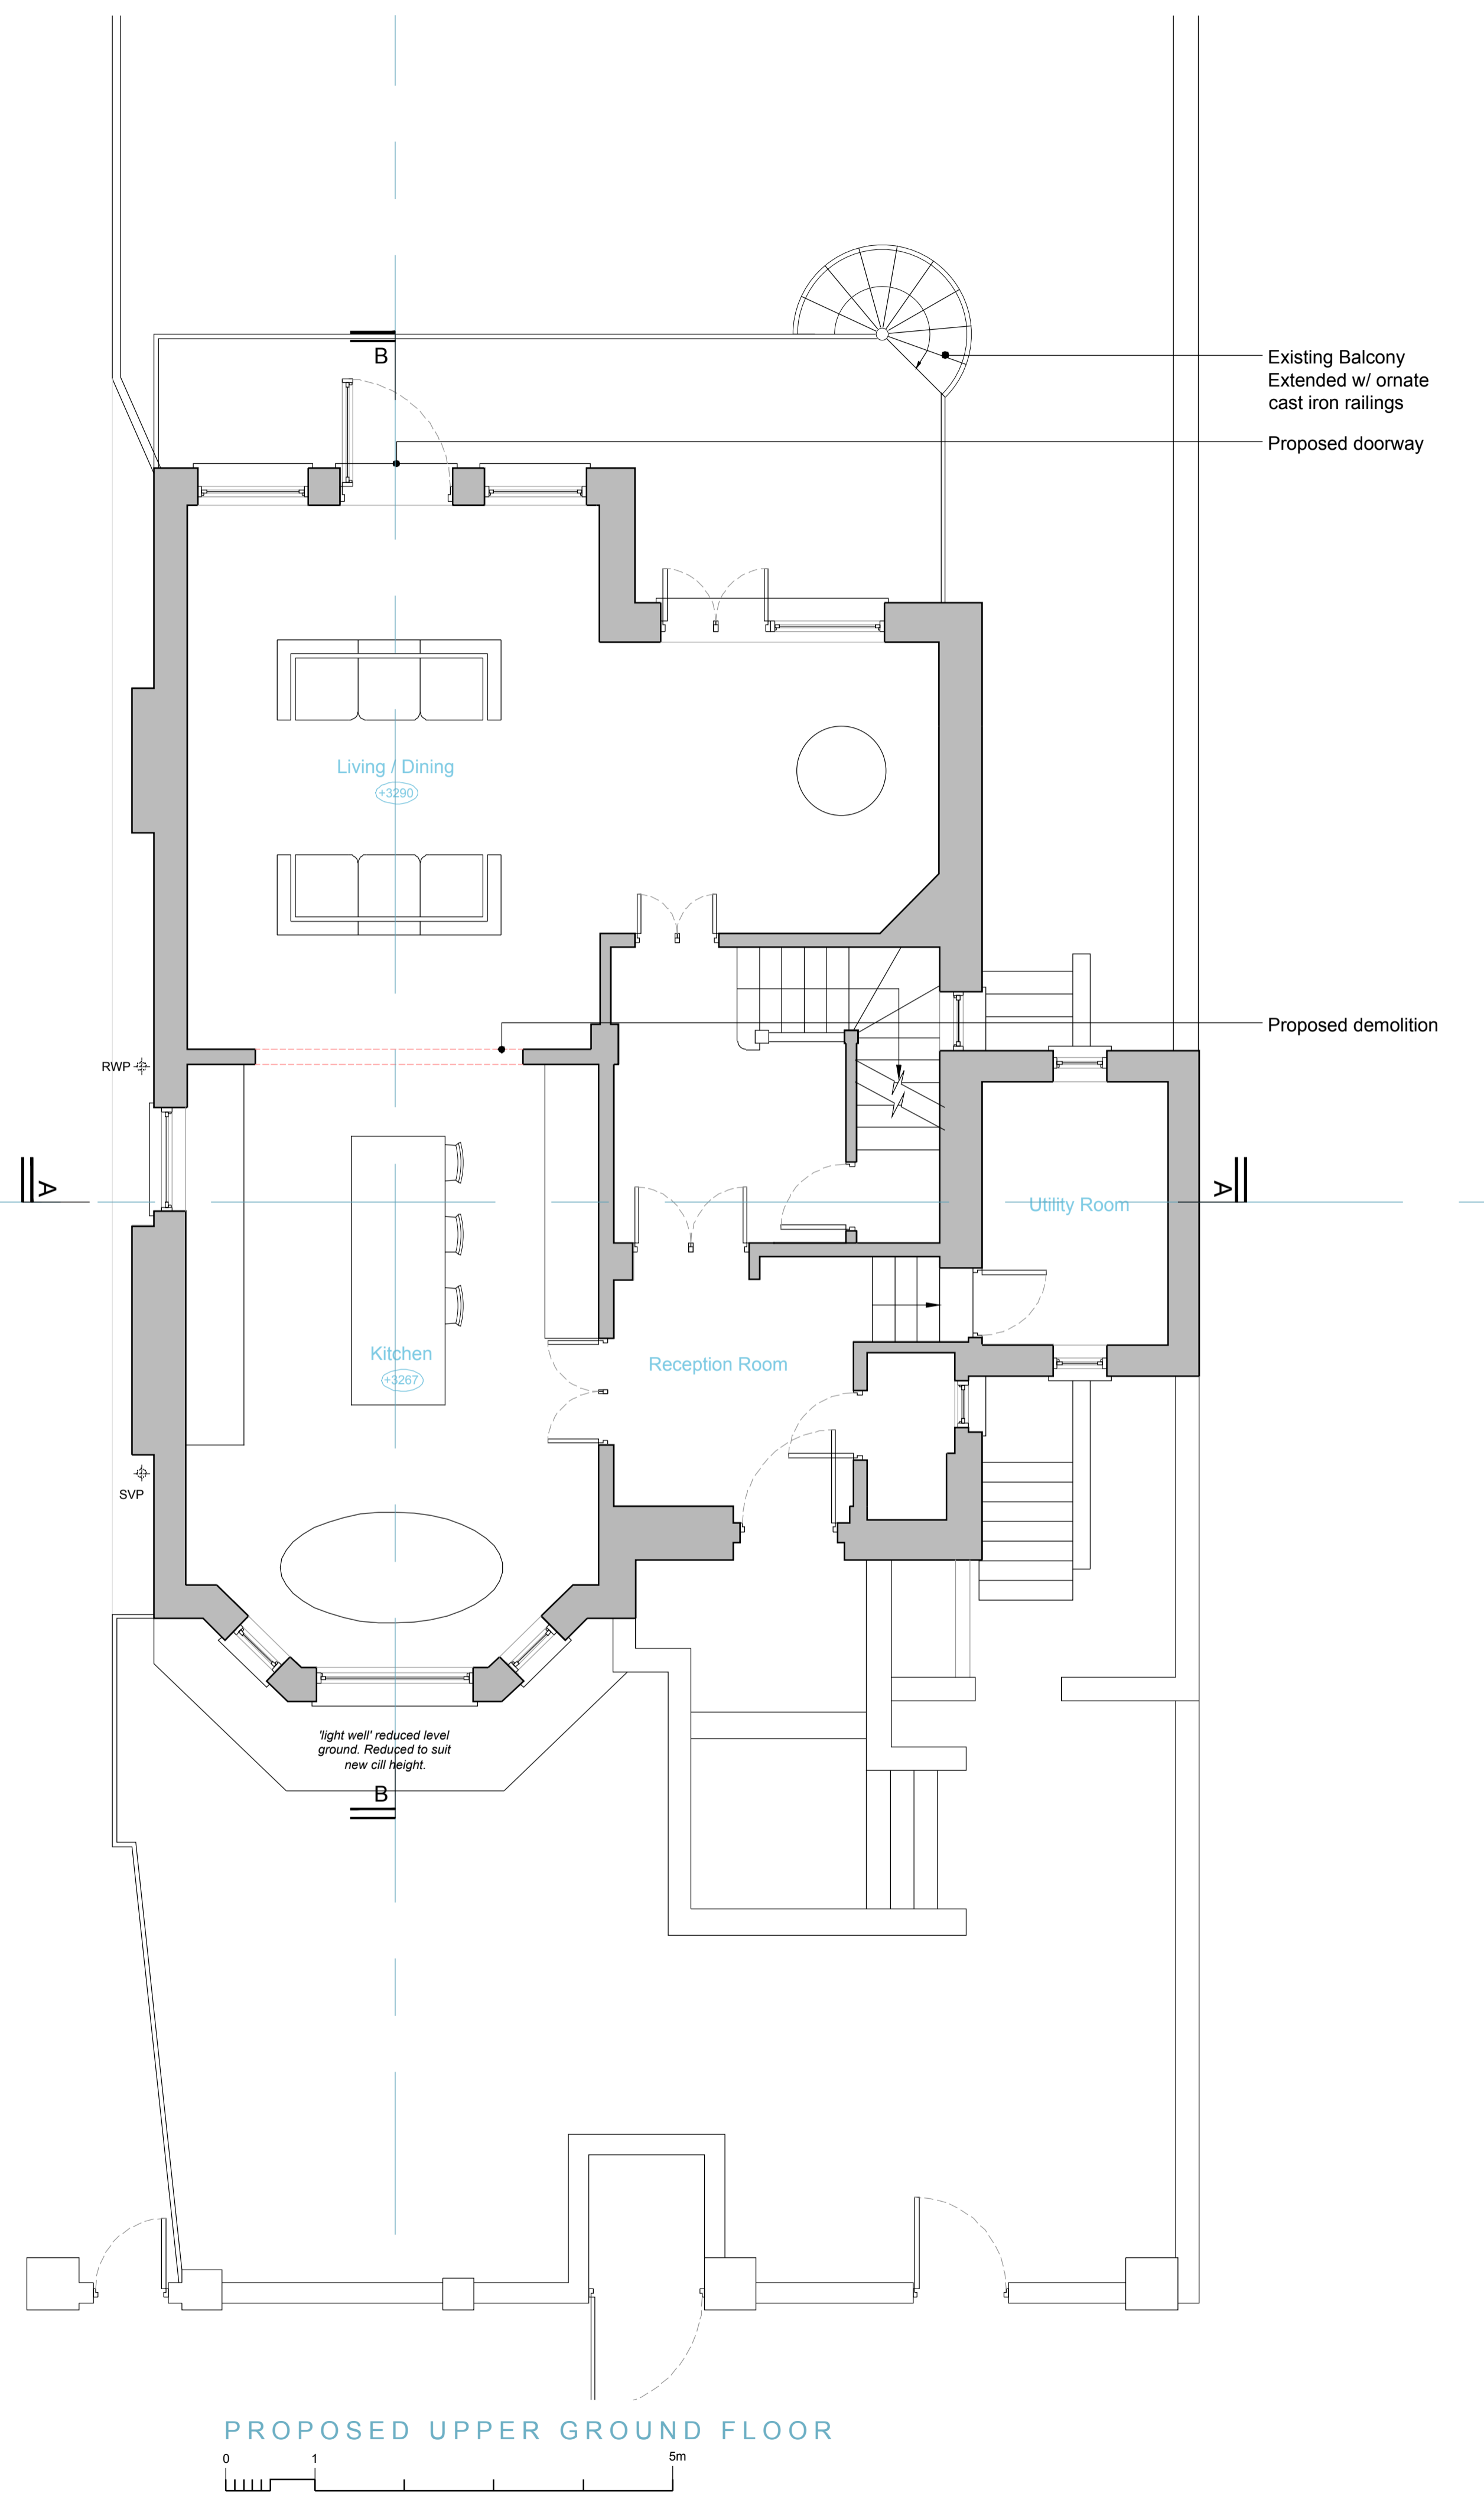 B
Existing Balcony
Extended w/ ornate
cast iron railings
Proposed doorway
Living / Dining
+3290
Proposed demolition
RWP
A
A
Utility Room
Kitchen
+3267
Reception Room
SVP
'light well' reduced level
ground. Reduced to suit
new cill height.
B
PROPOSED UPPER GROUND FLOOR
0 1 5m